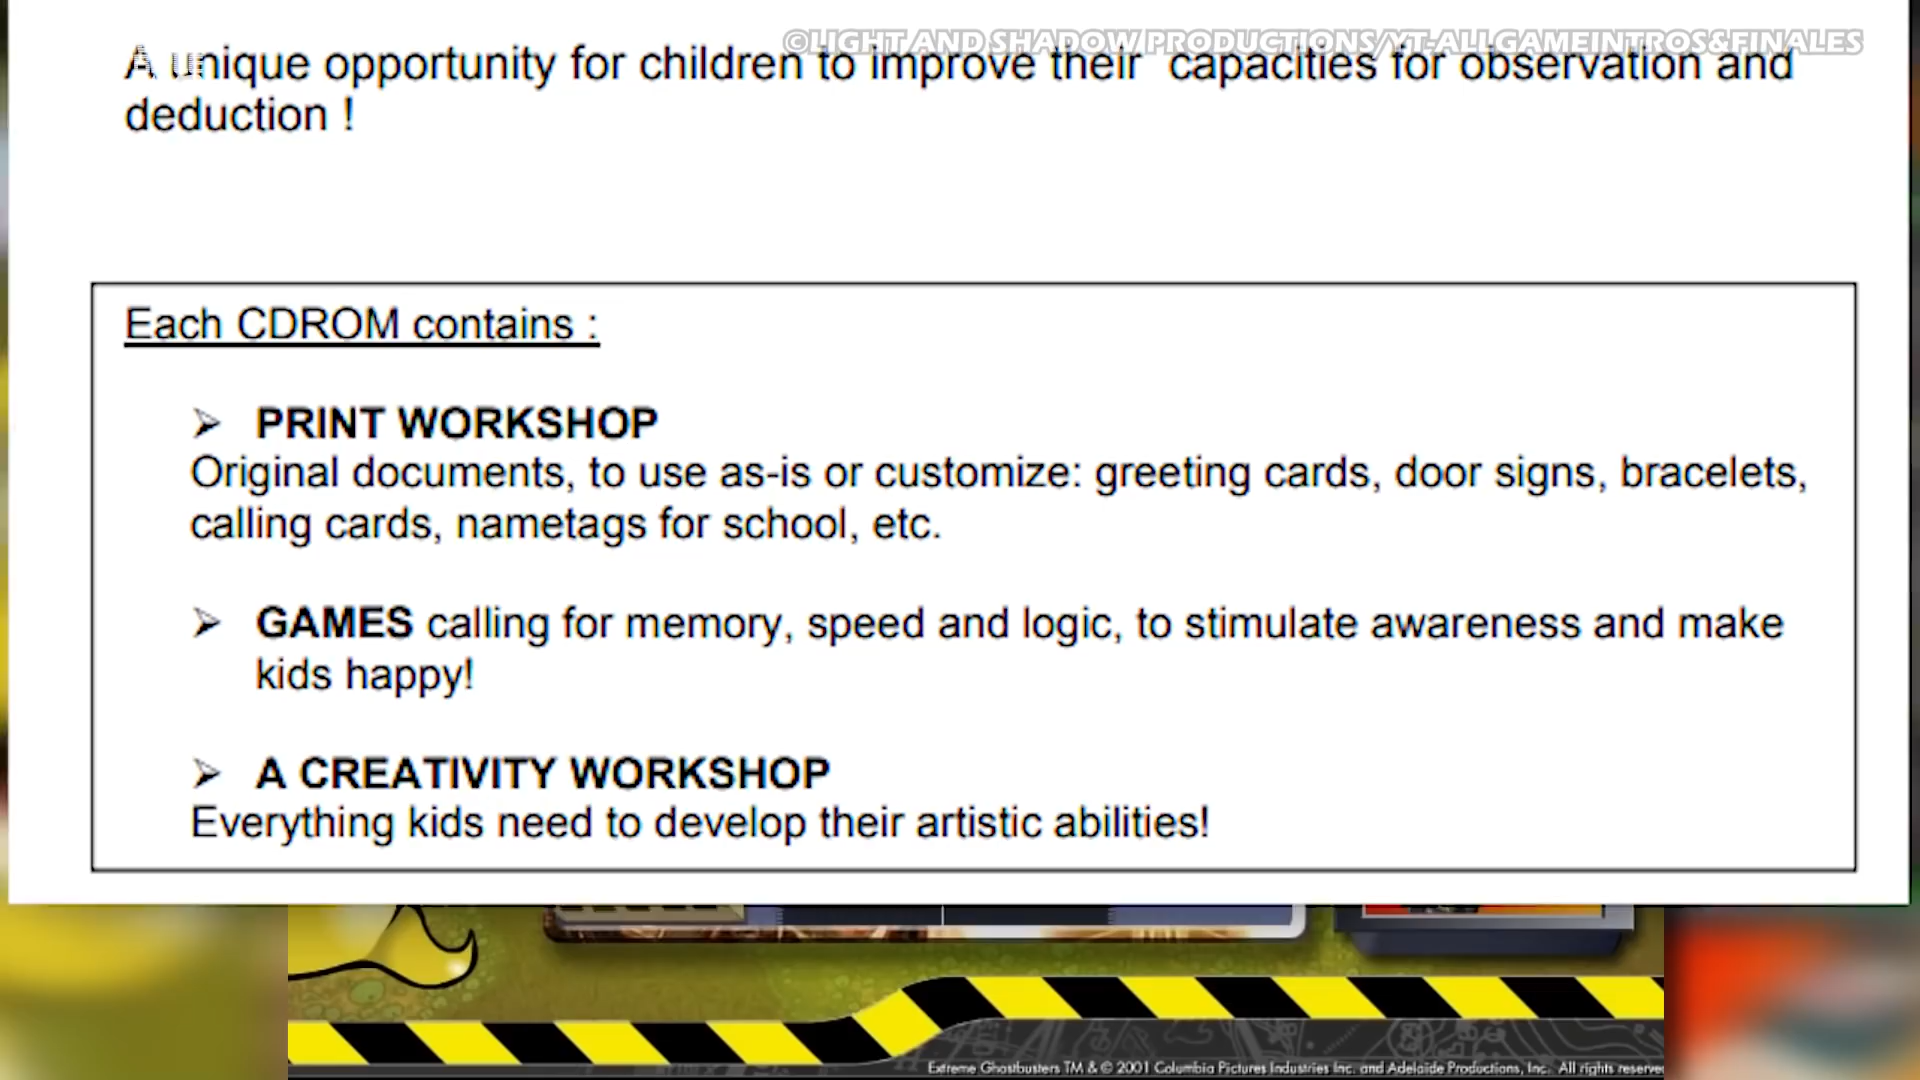 ©LIGHT AND SHADOW PRODUCTIONS/YT-ALLGAMEINTROS&FINALES
A unique opportunity for children to improve their capacities for observation and
deduction !
Each CDROM contains :
PRINT WORKSHOP
Original documents, to use as-is or customize: greeting cards, door signs, bracelets,
calling cards, nametags for school, etc.
GAMES calling for memory, speed and logic, to stimulate awareness and make
kids happy!
A CREATIVITY WORKSHOP
Everything kids need to develop their artistic abilities!
Extreme Ghostbusters TM & © 2001 Columbia Pictures Industries Inc. and Adelaide Productions, Inc. All rights reserve